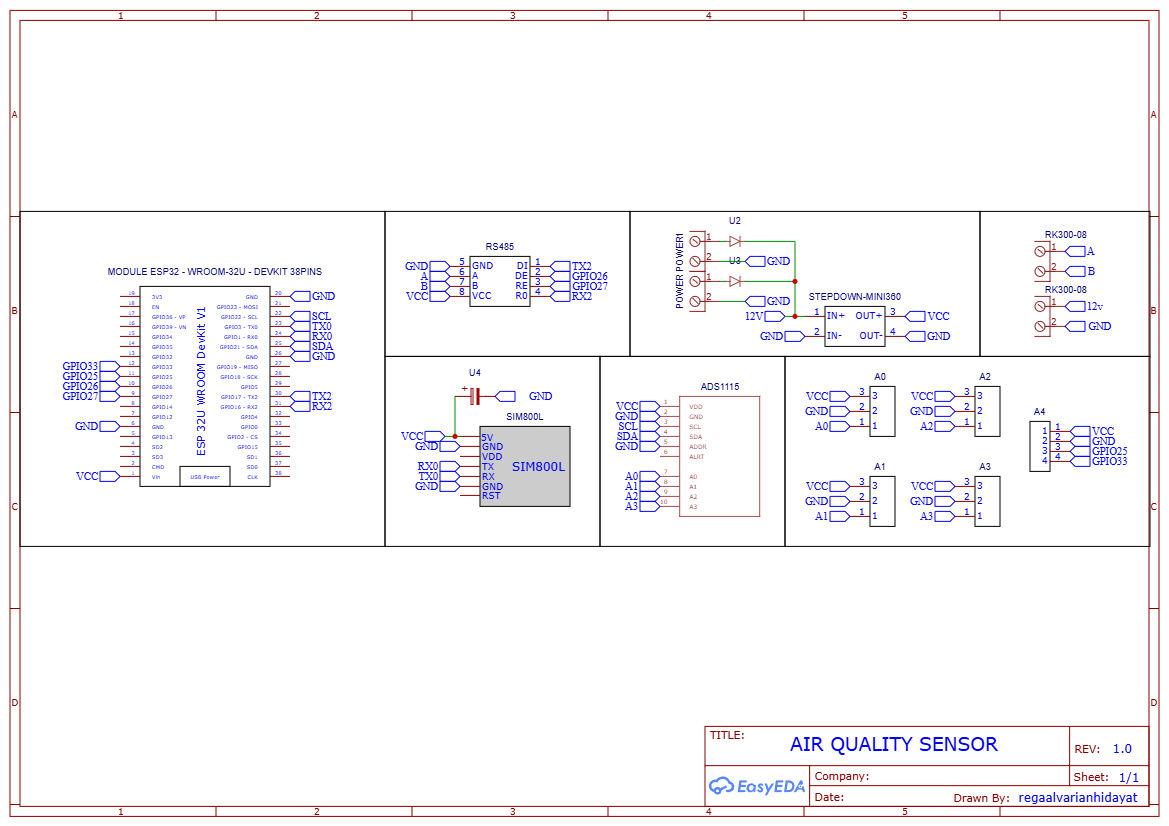 1 2 3 4 5
A A
B B
C C
D D
MODULE ESP32 - WROOM-32U - DEVKIT 38PINS
ESP 32U WROOM DevKit V1
19 3V3
18 EN
17 GPIO36 - VP
16 GPIO39 - VN
15 GPIO34
14 GPIO35
13 GPIO32
GPIO33 12 GPIO33
GPIO25 11 GPIO25
GPIO26 10 GPIO26
GPIO27 9 GPIO27
8 GPIO14
7 GPIO12
GND 6 GND
5 GPIO13
4 SD2
3 SD3
2 CMD
VCC 1 Vin
USB Power
GND 20 GND
GPIO23 - MOSI 21
GPIO22 - SCL 22 SCL
GPIO3 - TX0 23 TX0
GPIO1 - RX0 24 RX0
GPIO21 - SDA 25 SDA
GND 26 GND
GPIO19 - MISO 27
GPIO18 - SCK 28
GPIO5 29
GPIO17 - TX2 30 TX2
GPIO16 - RX2 31 RX2
GPIO4 32
GPIO0 33
GPIO2 - CS 34
GPIO15 35
SD1 36
SD0 37
CLK 38
RS485
GND 5 GND DI 1 TX2
A 6 A DE 2 GPIO26
B 7 B RE 3 GPIO27
VCC 8 VCC R0 4 RX2
U2
POWER POWER1
1
2 U3 GND
1
2 GND
STEPDOWN-MINI360
12V 1 IN+ OUT+ 3 VCC
GND 2 IN- OUT- 4 GND
RK300-08
1 A
2 B
RK300-08
1 12v
2 GND
U4
+ GND
SIM800L
VCC 5V
GND GND
VDD
RX0 TX
TX0 RX
GND GND
RST
SIM800L
ADS1115
VCC 1 VDD
GND 2 GND
SCL 3 SCL
SDA 4 SDA
GND 5 ADDR
6 ALRT
A0 7 A0
A1 8 A1
A2 9 A2
A3 10 A3
A0
VCC 3 3
GND 2 2
A0 1 1
A2
VCC 3 3
GND 2 2
A2 1 1
A4
1 1 VCC
2 2 GND
3 3 GPIO25
4 4 GPIO33
A1
VCC 3 3
GND 2 2
A1 1 1
A3
VCC 3 3
GND 2 2
A3 1 1
TITLE:
AIR QUALITY SENSOR
REV: 1.0
EasyEDA
Company:
Sheet: 1/1
Date:
Drawn By: regaalvarianhidayat
1 2 3 4 5